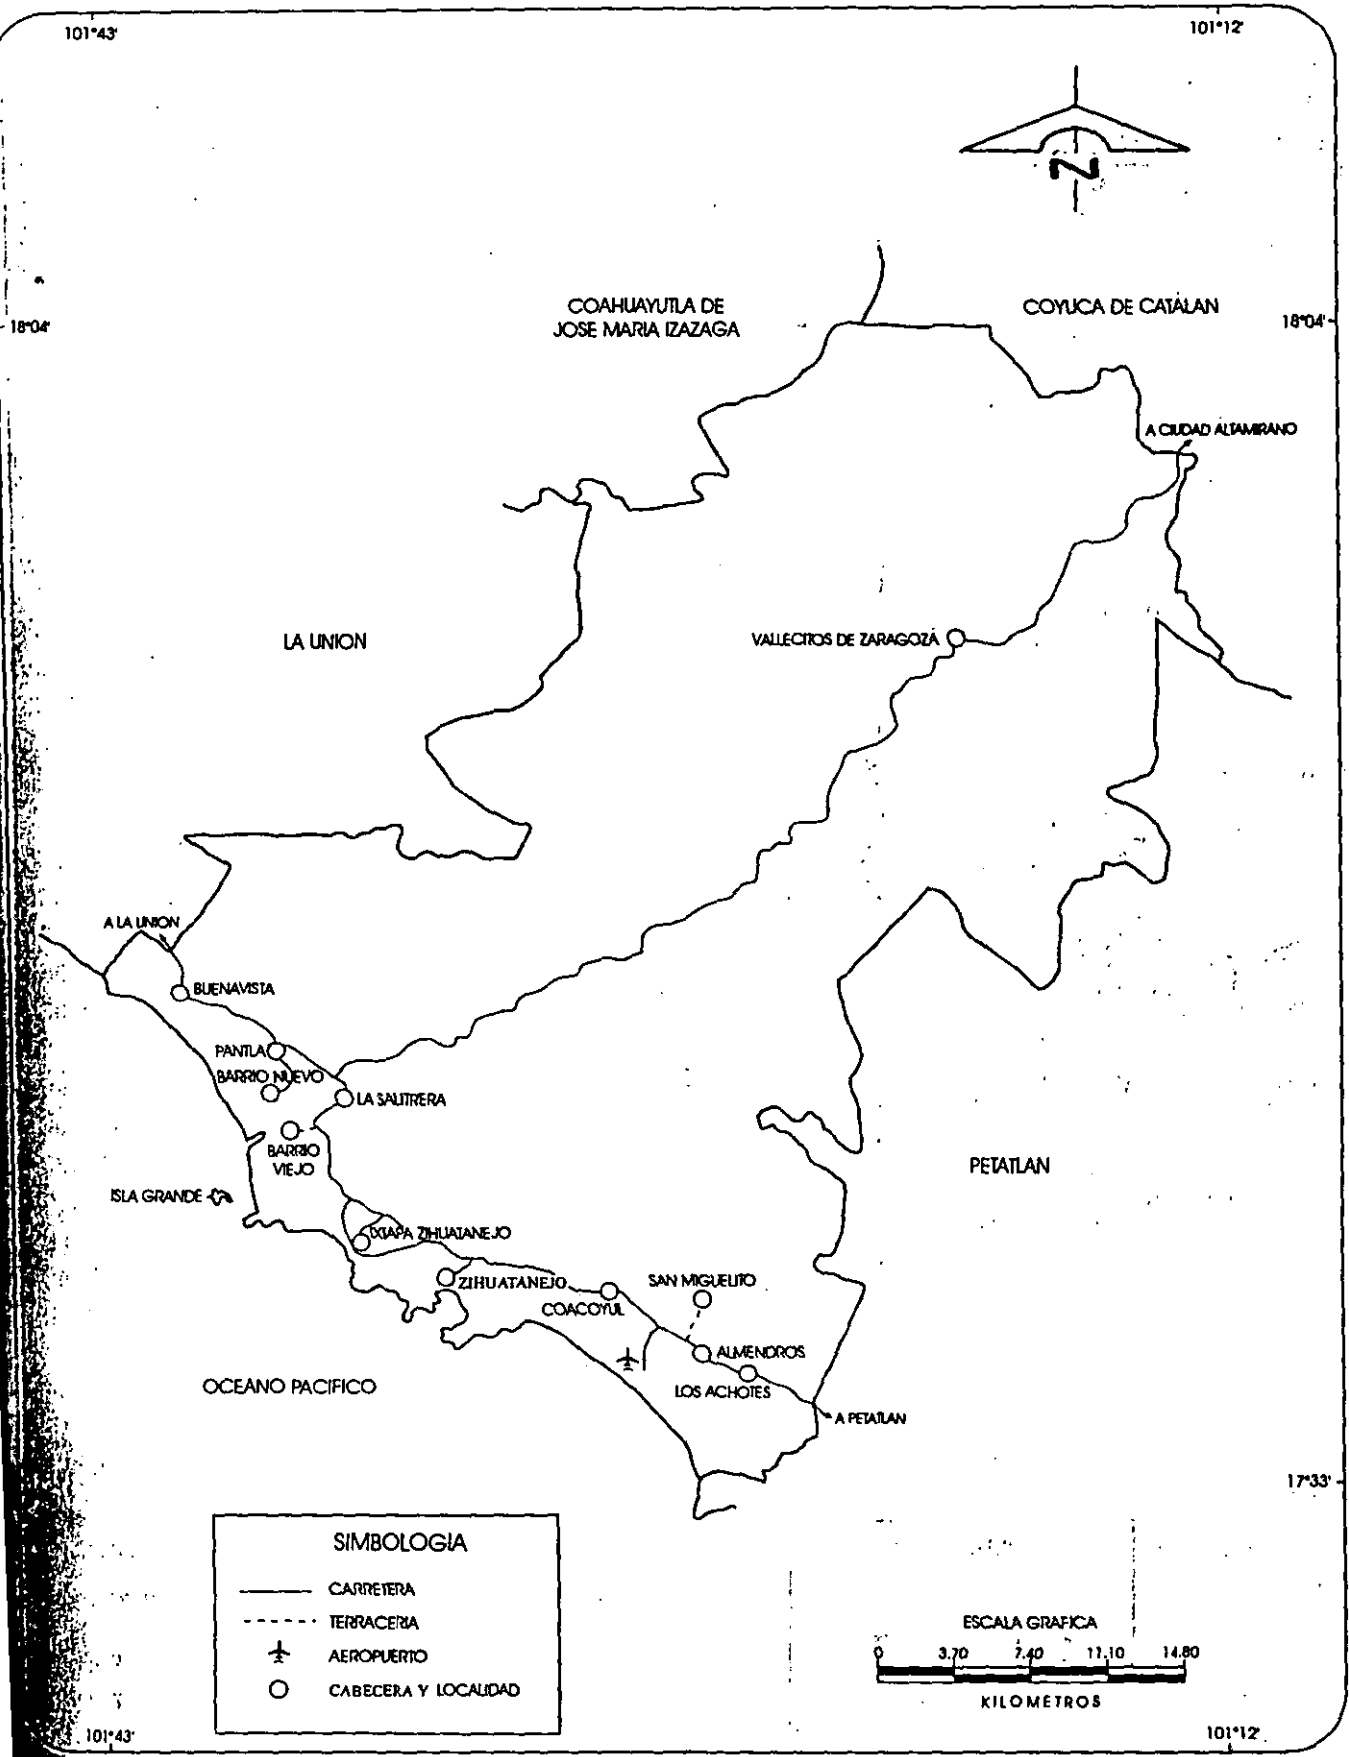 101°43'
101°12'
N
COAHUAYUTLA DE
JOSE MARIA IZAZAGA
COYUCA DE CATALAN
18°04'
18°04'
A CIUDAD ALTAMIRANO
LA UNION
VALLECITOS DE ZARAGOZA
A LA UNION
BUENAVISTA
PANTLA
BARRIO NUEVO
LA SALITRERA
BARRIO
VIEJO
PETATLAN
ISLA GRANDE
IXTAPA ZIHUATANEJO
ZIHUATANEJO
SAN MIGUELITO
COACOYUL
ALMENDROS
LOS ACHOTES
OCEANO PACIFICO
A PETATLAN
17°33'
SIMBOLOGIA
CARRETERA
TERRACERIA
AEROPUERTO
CABECERA Y LOCALIDAD
ESCALA GRAFICA
0 3.70 7.40 11.10 14.80
KILOMETROS
101°43'
101°12'